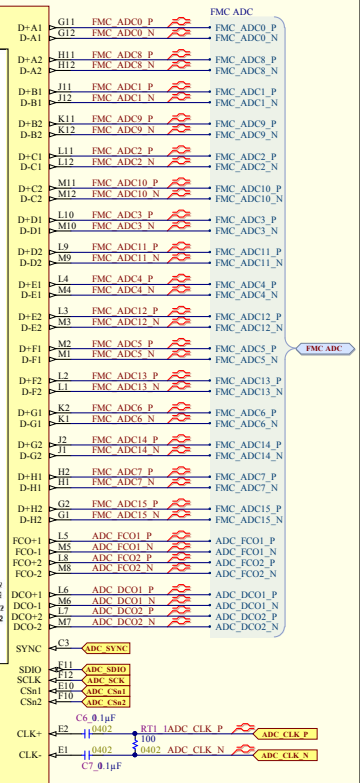 FMC ADC
D+A1 G11 FMC_ADC0_P FMC_ADC0_P
D-A1 G12 FMC_ADC0_N FMC_ADC0_N
D+A2 H11 FMC_ADC8_P FMC_ADC8_P
D-A2 H12 FMC_ADC8_N FMC_ADC8_N
D+B1 J11 FMC_ADC1_P FMC_ADC1_P
D-B1 J12 FMC_ADC1_N FMC_ADC1_N
D+B2 K11 FMC_ADC9_P FMC_ADC9_P
D-B2 K12 FMC_ADC9_N FMC_ADC9_N
D+C1 L11 FMC_ADC2_P FMC_ADC2_P
D-C1 L12 FMC_ADC2_N FMC_ADC2_N
D+C2 M11 FMC_ADC10_P FMC_ADC10_P
D-C2 M12 FMC_ADC10_N FMC_ADC10_N
D+D1 L10 FMC_ADC3_P FMC_ADC3_P
D-D1 M10 FMC_ADC3_N FMC_ADC3_N
D+D2 L9 FMC_ADC11_P FMC_ADC11_P
D-D2 M9 FMC_ADC11_N FMC_ADC11_N
D+E1 L4 FMC_ADC4_P FMC_ADC4_P
D-E1 M4 FMC_ADC4_N FMC_ADC4_N
D+E2 L3 FMC_ADC12_P FMC_ADC12_P
D-E2 M3 FMC_ADC12_N FMC_ADC12_N
D+F1 M2 FMC_ADC5_P FMC_ADC5_P FMC ADC
D-F1 M1 FMC_ADC5_N FMC_ADC5_N
D+F2 L2 FMC_ADC13_P FMC_ADC13_P
D-F2 L1 FMC_ADC13_N FMC_ADC13_N
D+G1 K2 FMC_ADC6_P FMC_ADC6_P
D-G1 K1 FMC_ADC6_N FMC_ADC6_N
D+G2 J2 FMC_ADC14_P FMC_ADC14_P
D-G2 J1 FMC_ADC14_N FMC_ADC14_N
D+H1 H2 FMC_ADC7_P FMC_ADC7_P
D-H1 H1 FMC_ADC7_N FMC_ADC7_N
D+H2 G2 FMC_ADC15_P FMC_ADC15_P
D-H2 G1 FMC_ADC15_N FMC_ADC15_N
FCO+1 L5 ADC_FCO1_P ADC_FCO1_P
FCO-1 M5 ADC_FCO1_N ADC_FCO1_N
FCO+2 L8 ADC_FCO2_P ADC_FCO2_P
FCO-2 M8 ADC_FCO2_N ADC_FCO2_N
DCO+1 L6 ADC_DCO1_P ADC_DCO1_P
DCO-1 M6 ADC_DCO1_N ADC_DCO1_N
DCO+2 L7 ADC_DCO2_P ADC_DCO2_P
DCO-2 M7 ADC_DCO2_N ADC_DCO2_N
SYNC C3 ADC_SYNC
SDIO F11 ADC_SDIO
SCLK F12 ADC_SCK
CSn1 E10 ADC_CSn1
CSn2 F10 ADC_CSn2
C6_0.1µF
CLK+ E2 0402 RT1_1ADC_CLK_P ADC_CLK_P
100
CLK- E1 0402 0402 ADC_CLK_N ADC_CLK_N
C7_0.1µF